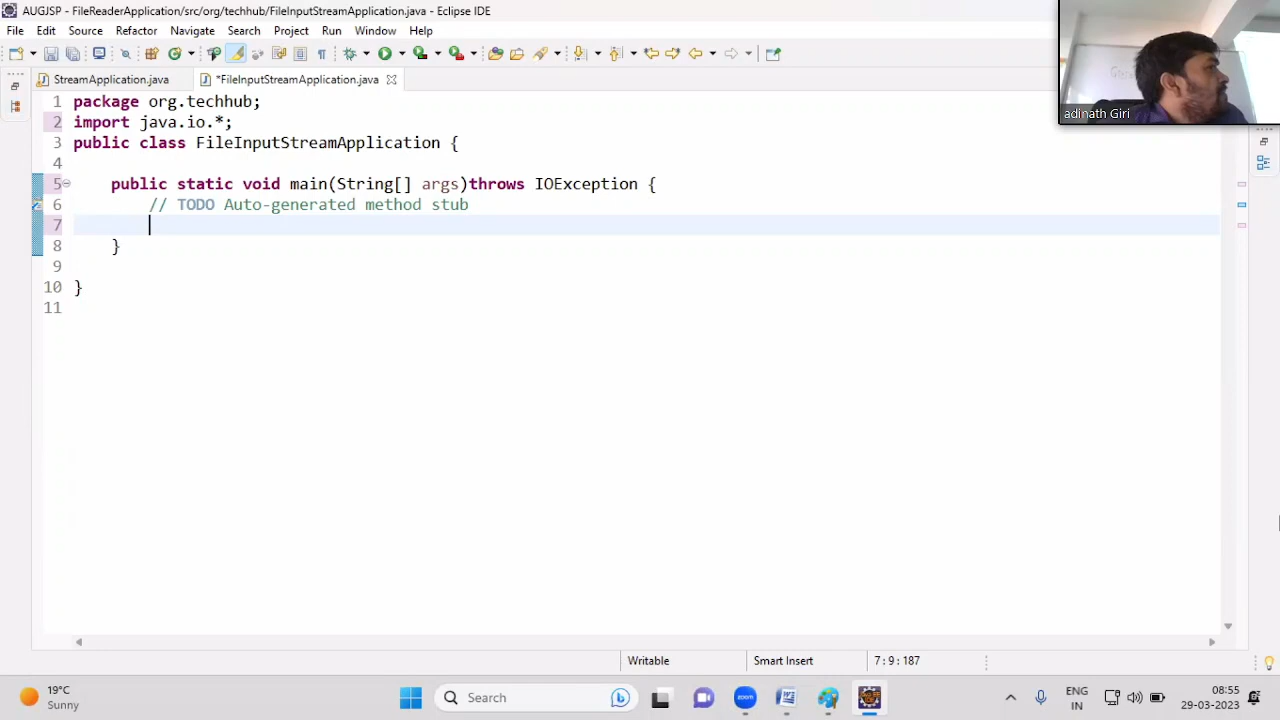 AUGJSP - FileReaderApplication/src/org/techhub/FileInputStreamApplication.java - Eclipse IDE
File Edit Source Refactor Navigate Search Project Run Window Help
StreamApplication.java *FileInputStreamApplication.java
1 package org.techhub;
2 import java.io.*;
3 public class FileInputStreamApplication {
4
5 public static void main(String[] args)throws IOException {
6 // TODO Auto-generated method stub
7
8 }
9
10 }
11
adinath Giri
Writable Smart Insert 7:9:187
19°C
Sunny
Search
zoom
ENG
IN
08:55
29-03-2023